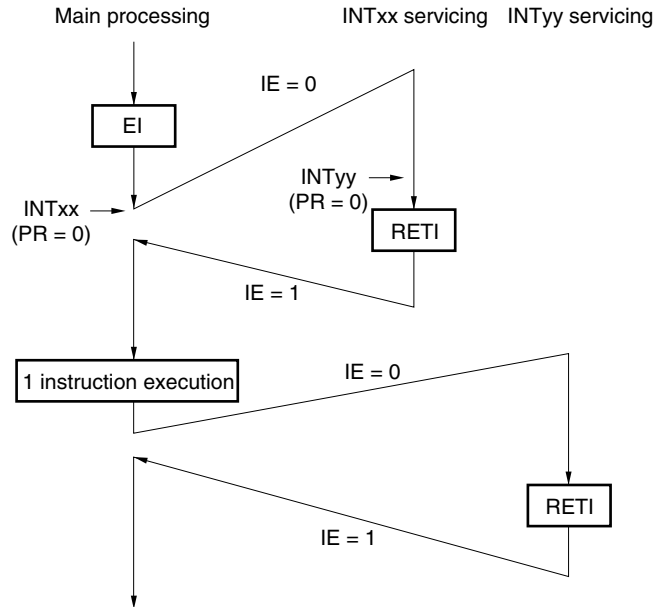 Main processing INTxx servicing INTyy servicing
IE = 0
EI
INTyy
(PR = 0)
INTxx
(PR = 0)
RETI
IE = 1
1 instruction execution
IE = 0
RETI
IE = 1